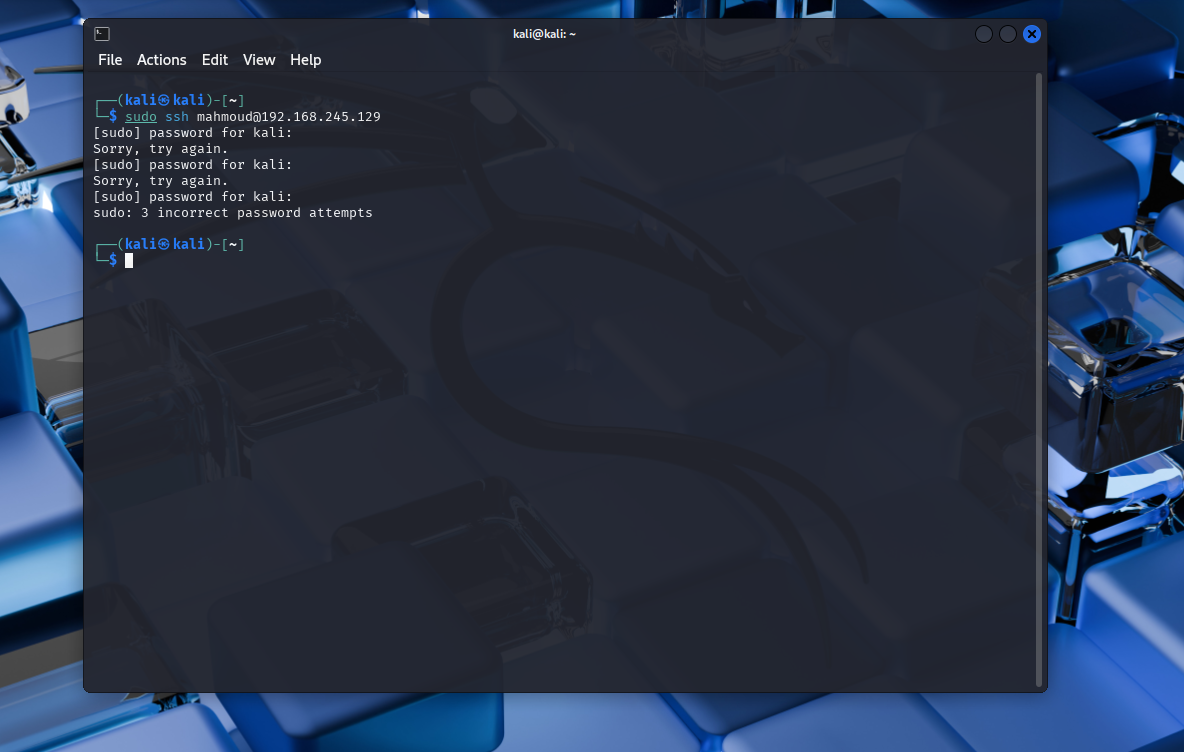 kali@kali: ~
File Actions Edit View Help
┌──(kali㉿kali)-[~]
└─$ sudo ssh mahmoud@192.168.245.129
[sudo] password for kali:
Sorry, try again.
[sudo] password for kali:
Sorry, try again.
[sudo] password for kali:
sudo: 3 incorrect password attempts
┌──(kali㉿kali)-[~]
└─$